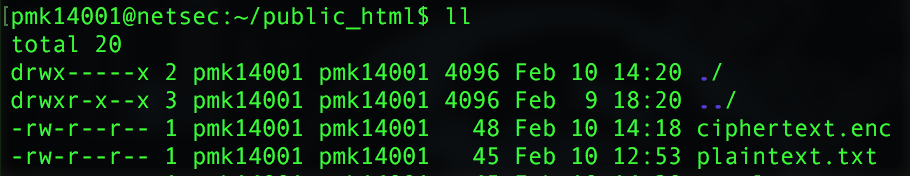 [pmk14001@netsec:~/public_html$ ll
total 20
drwx-----x 2 pmk14001 pmk14001 4096 Feb 10 14:20 ./
drwxr-x--x 3 pmk14001 pmk14001 4096 Feb  9 18:20 ../
-rw-r--r-- 1 pmk14001 pmk14001   48 Feb 10 14:18 ciphertext.enc
-rw-r--r-- 1 pmk14001 pmk14001   45 Feb 10 12:53 plaintext.txt